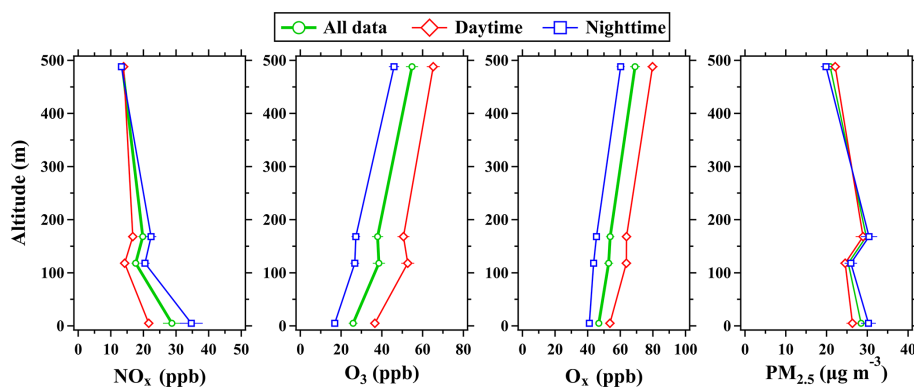 All data Daytime Nighttime
500 500 500 500
400 400 400 400
300 300 300 300
200 200 200 200
100 100 100 100
0 0 0 0
Altitude (m)
0 10 20 30 40 50 0 20 40 60 80 0 20 40 60 80 100 0 10 20 30 40
NOx (ppb) O3 (ppb) Ox (ppb) PM2.5 (μg m-3)